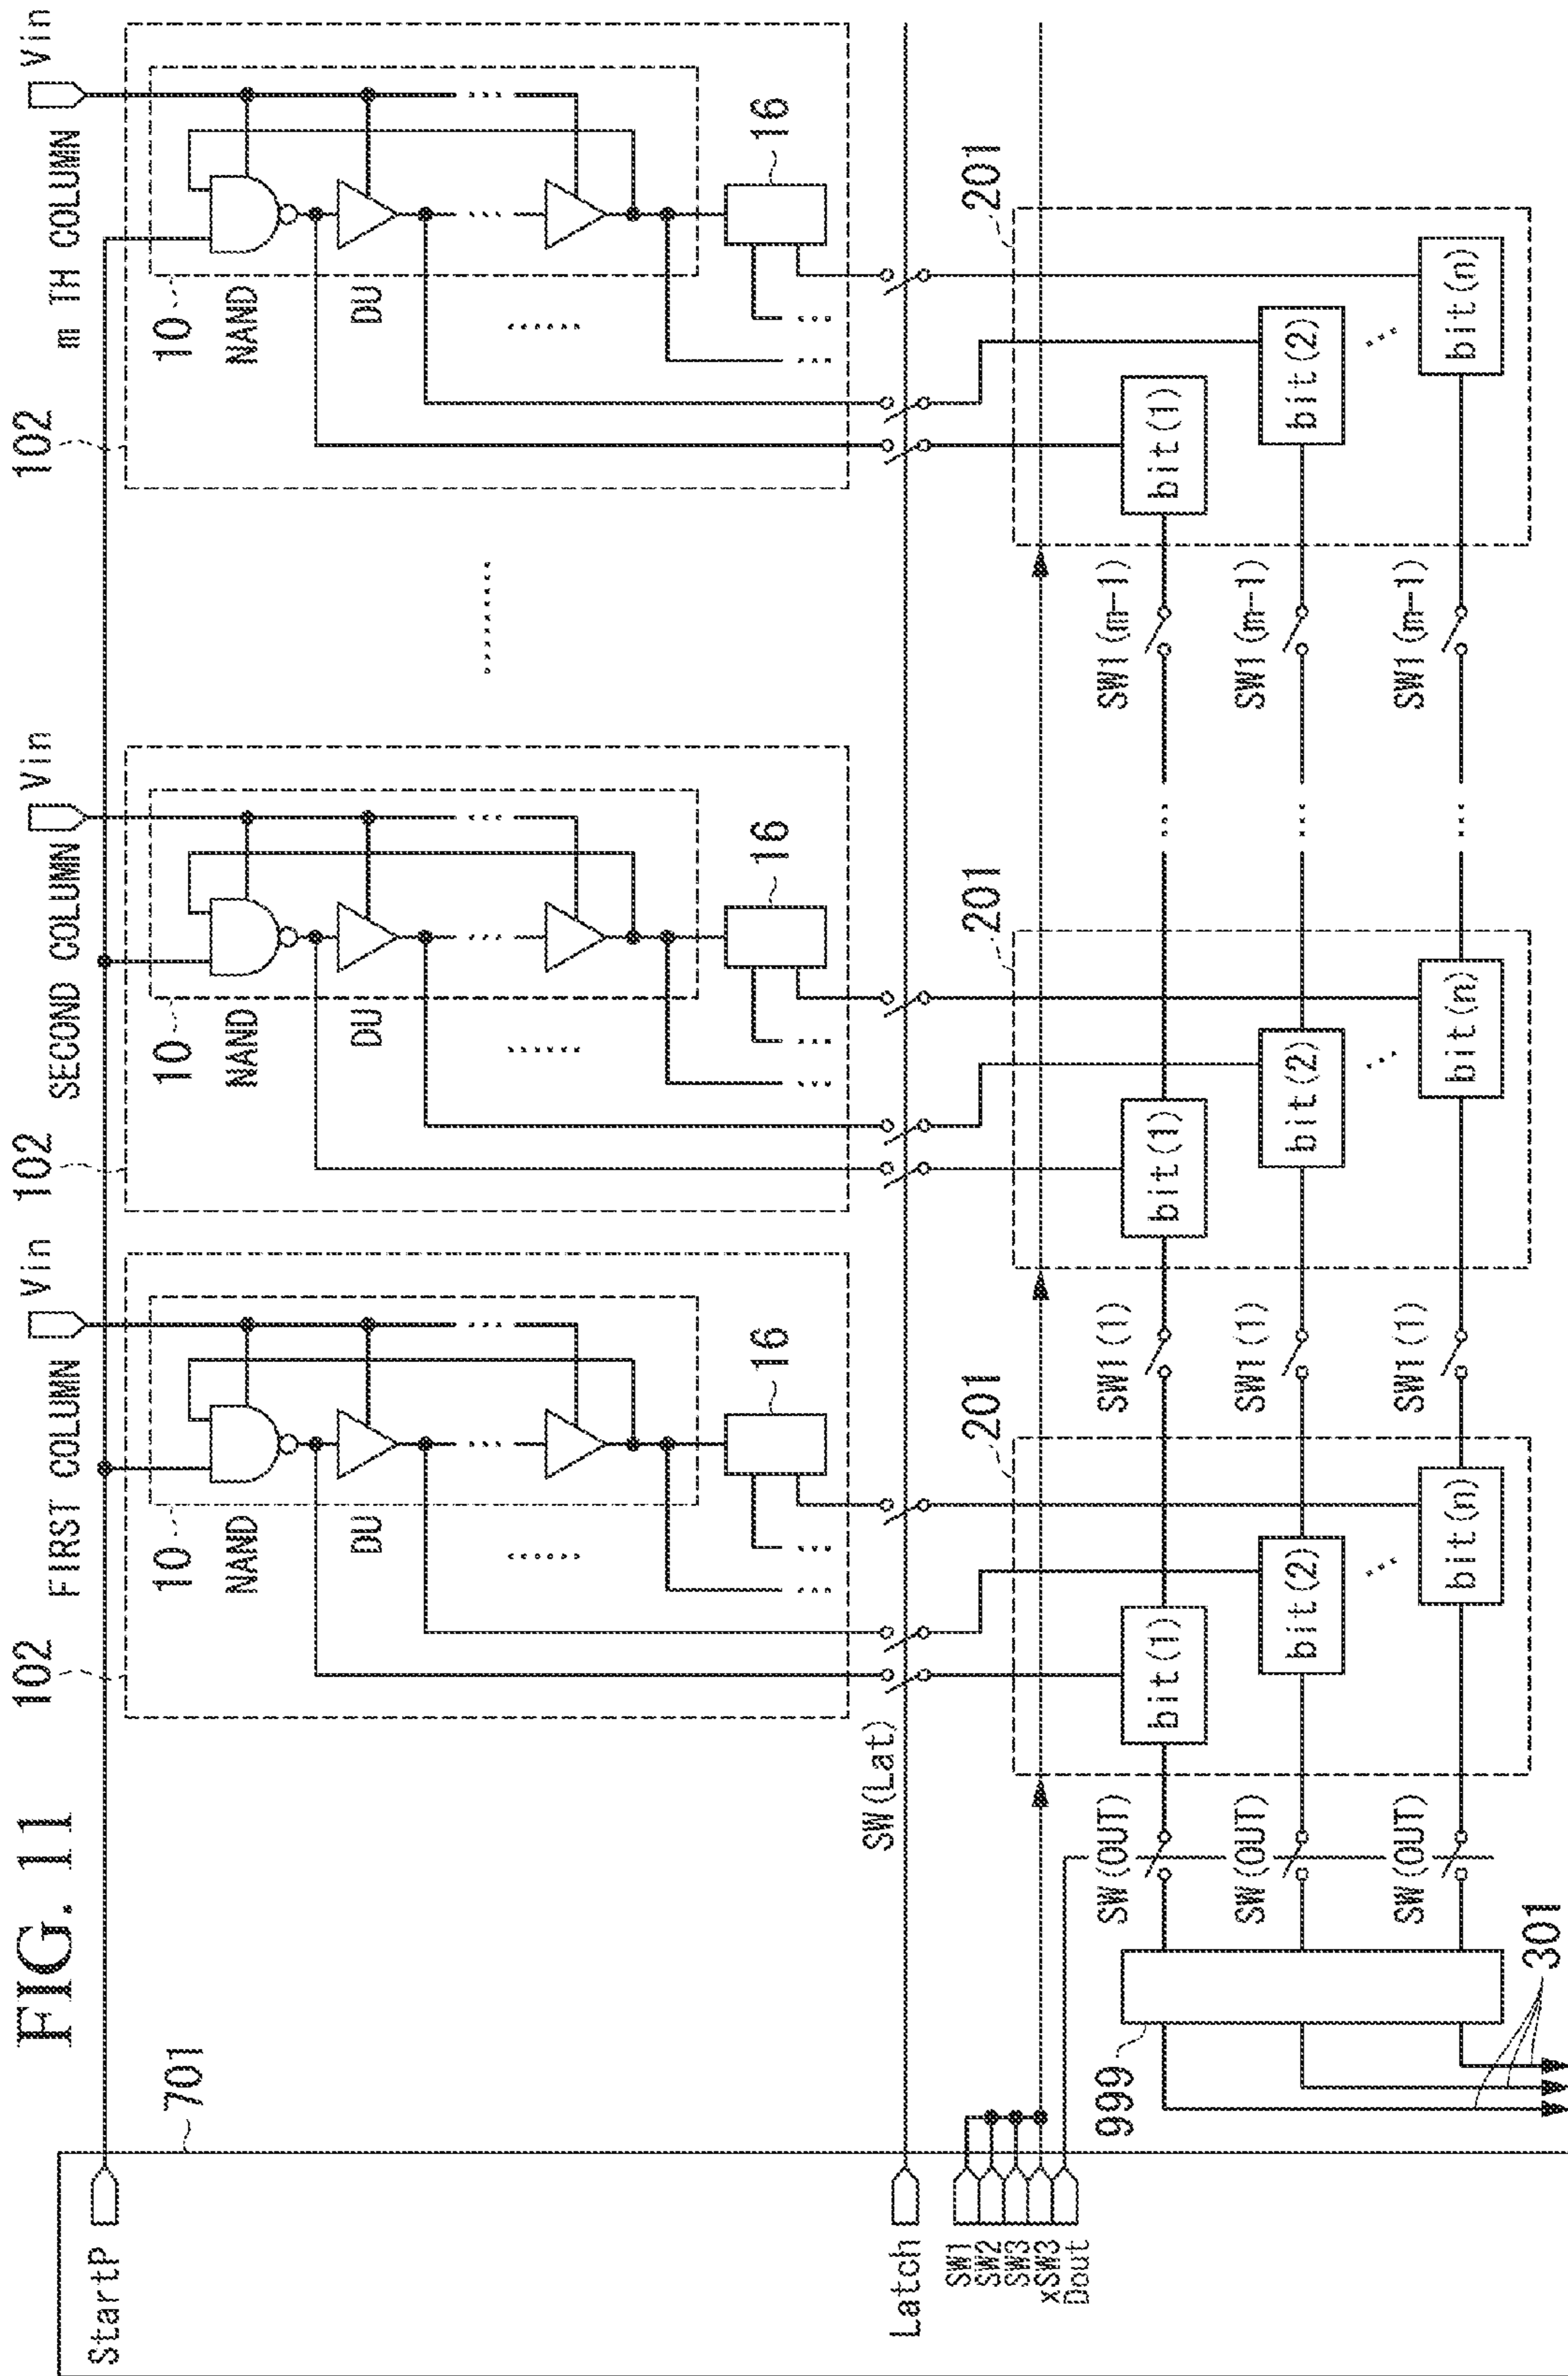 FIG. 11
FIRST COLUMN
Vin
SECOND COLUMN
Vin
m TH COLUMN
Vin
102
102
102
701
StartP
10
NAND
DU
16
10
NAND
DU
16
10
NAND
DU
16
Latch
SW(Lat)
SW1
SW2
SW3
xSW3
Dout
201
201
201
999
SW(OUT)
bit(1)
SW1(1)
bit(1)
SW1(m-1)
bit(1)
SW(OUT)
bit(2)
SW1(1)
bit(2)
SW1(m-1)
bit(2)
SW(OUT)
bit(n)
SW1(1)
bit(n)
SW1(m-1)
bit(n)
301